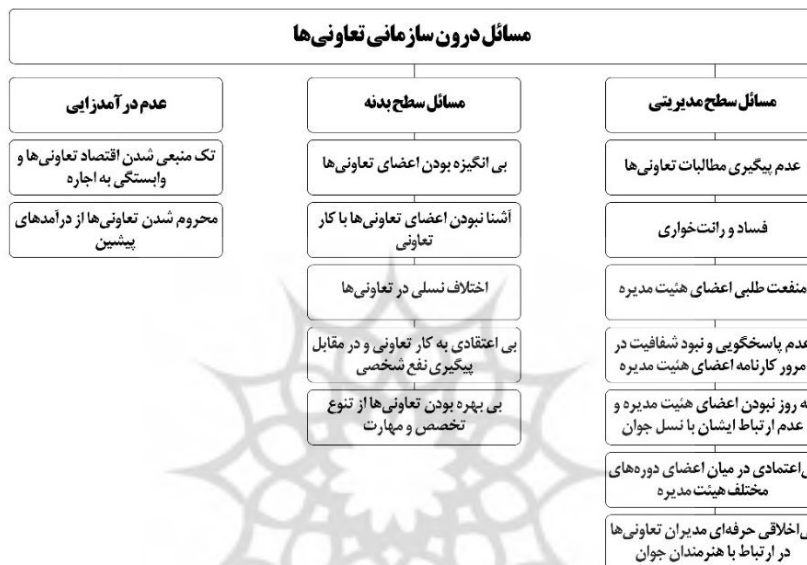 مسائل درون سازمانی تعاونی‌ها
مسائل سطح مدیریتی
عدم پیگیری مطالبات تعاونی‌ها
فساد و رانت‌خواری
منفعت طلبی اعضای هئیت مدیره
عدم پاسخگویی و نبود شفافیت در
مرور کارنامه اعضای هئیت مدیره
ه روز نبودن اعضای هئیت مدیره و
عدم ارتباط ایشان با نسل جوان
ی‌اعتمادی در میان اعضای دوره‌های
مختلف هیئت مدیره
ی‌اخلاقی حرفه‌ای مدیران تعاونی‌ها
در ارتباط با هنرمندان جوان
مسائل سطح بدنه
بی انگیزه بودن اعضای تعاونی‌ها
آشنا نبودن اعضای تعاونی‌ها با کار
تعاونی
اختلاف نسلی در تعاونی‌ها
بی اعتقادی به کار تعاونی و در مقابل
پیگیری نفع شخصی
بی بهره بودن تعاونی‌ها از تنوع
تخصص و مهارت
عدم درآمدزایی
تک منبعی شدن اقتصاد تعاونی‌ها و
وابستگی به اجاره
محروم شدن تعاونی‌ها از درآمدهای
پیشین